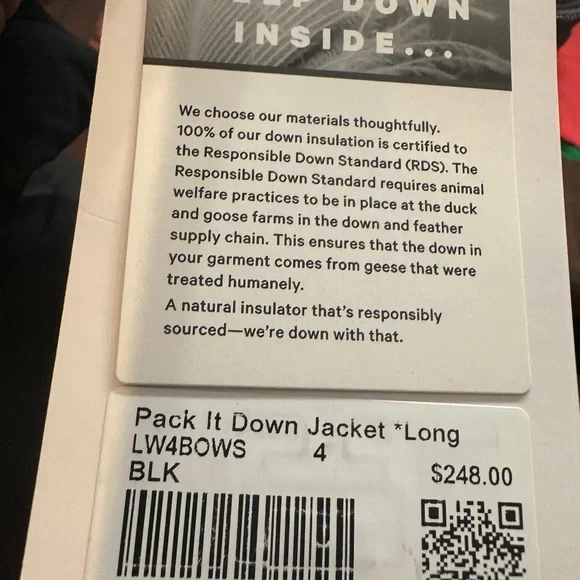 DOWN
INSIDE...
We choose our materials thoughtfully.
100% of our down insulation is certified to
the Responsible Down Standard (RDS). The
Responsible Down Standard requires animal
welfare practices to be in place at the duck
and goose farms in the down and feather
supply chain. This ensures that the down in
your garment comes from geese that were
treated humanely.
A natural insulator that's responsibly
sourced—we're down with that.
Pack It Down Jacket *Long
LW4BOWS 4
BLK $248.00